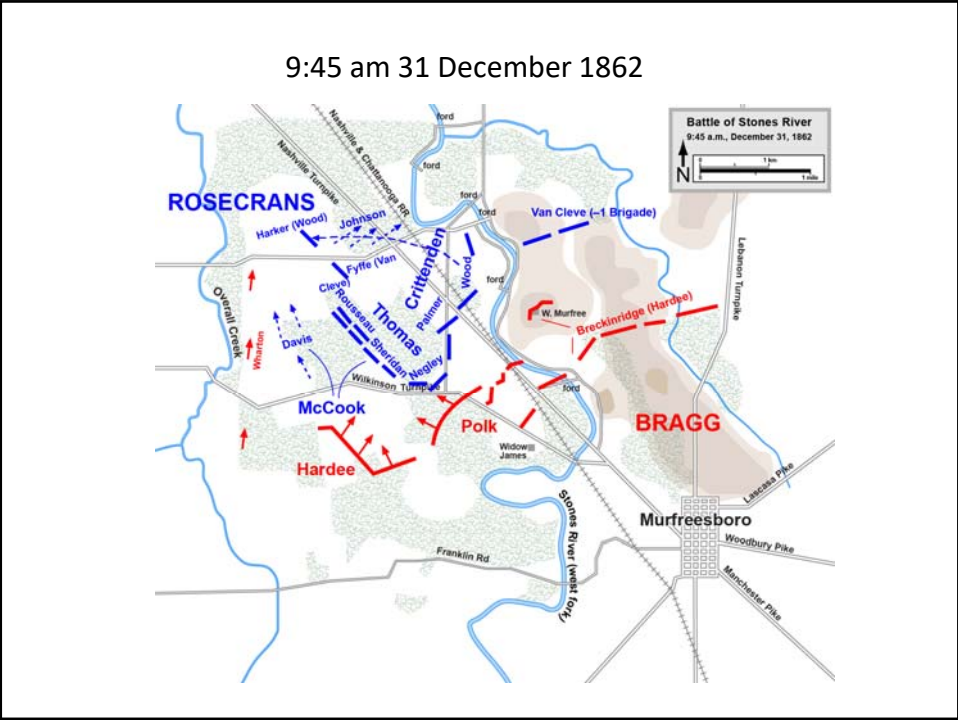 9:45 am 31 December 1862
Battle of Stones River
9:45 a.m., December 31, 1862
0 1 km
0 1 mile
N
ford
Nashville & Chattanooga RR
Nashville Turnpike
ford
ROSECRANS
ford
ford
Van Cleve (–1 Brigade)
Harker (Wood)
Johnson
Crittenden
Wood
Lebanon Turnpike
Fyffe (Van
Cleve)
ford
Overall Creek
Rousseau
Thomas
Palmer
W. Murfree
Breckinridge (Hardee)
Wharton
Davis
Sheridan
Negley
Wilkinson Turnpike
ford
McCook
Polk
BRAGG
Hardee
Widow
James
Lascasa Pike
Stones River (west fork)
Murfreesboro
Woodbury Pike
Franklin Rd
Manchester Pike